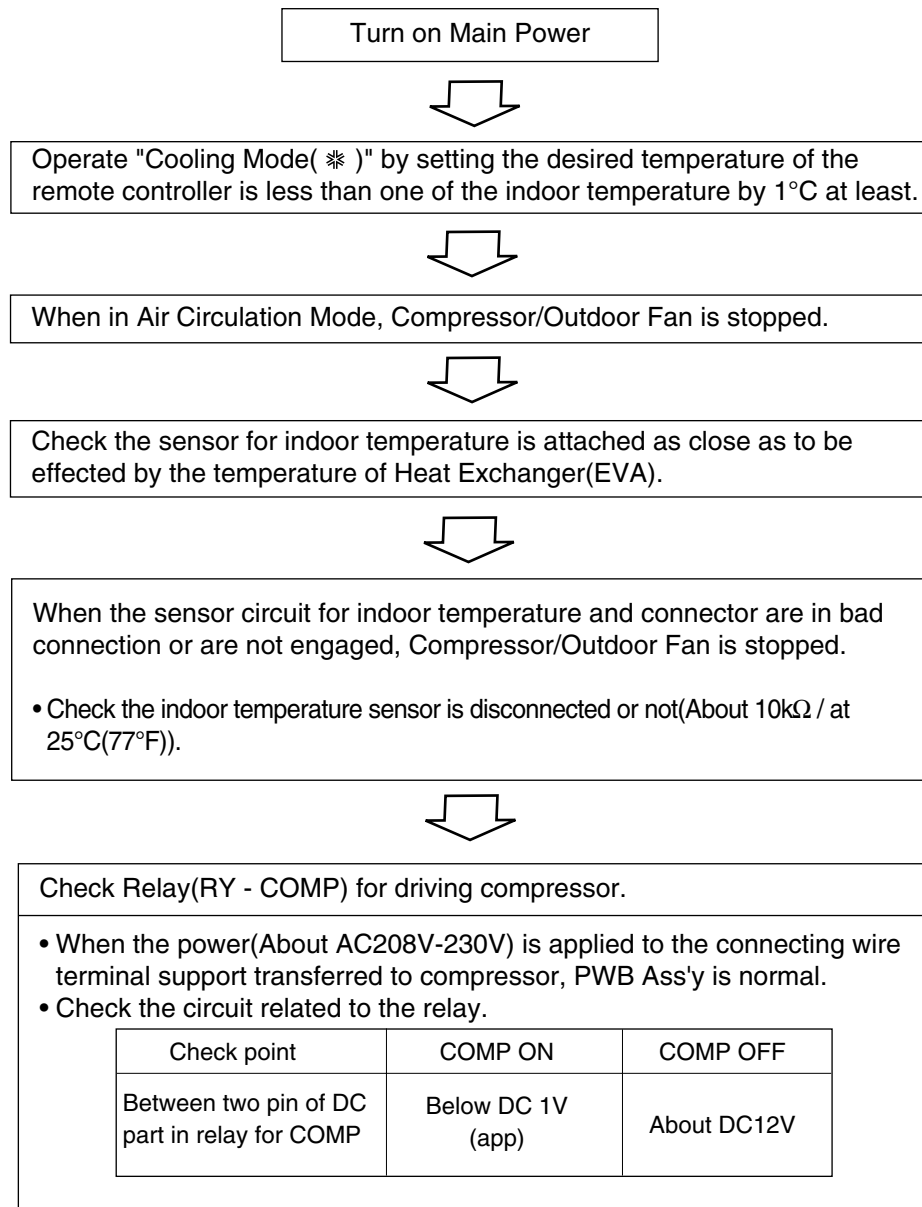 Turn on Main Power
Operate "Cooling Mode( ❋ )" by setting the desired temperature of the
remote controller is less than one of the indoor temperature by 1°C at least.
When in Air Circulation Mode, Compressor/Outdoor Fan is stopped.
Check the sensor for indoor temperature is attached as close as to be
effected by the temperature of Heat Exchanger(EVA).
When the sensor circuit for indoor temperature and connector are in bad
connection or are not engaged, Compressor/Outdoor Fan is stopped.
• Check the indoor temperature sensor is disconnected or not(About 10kΩ / at
25°C(77°F)).
Check Relay(RY - COMP) for driving compressor.
• When the power(About AC208V-230V) is applied to the connecting wire
terminal support transferred to compressor, PWB Ass'y is normal.
• Check the circuit related to the relay.
Check point COMP ON COMP OFF
Between two pin of DC
part in relay for COMP
Below DC 1V
(app)
About DC12V